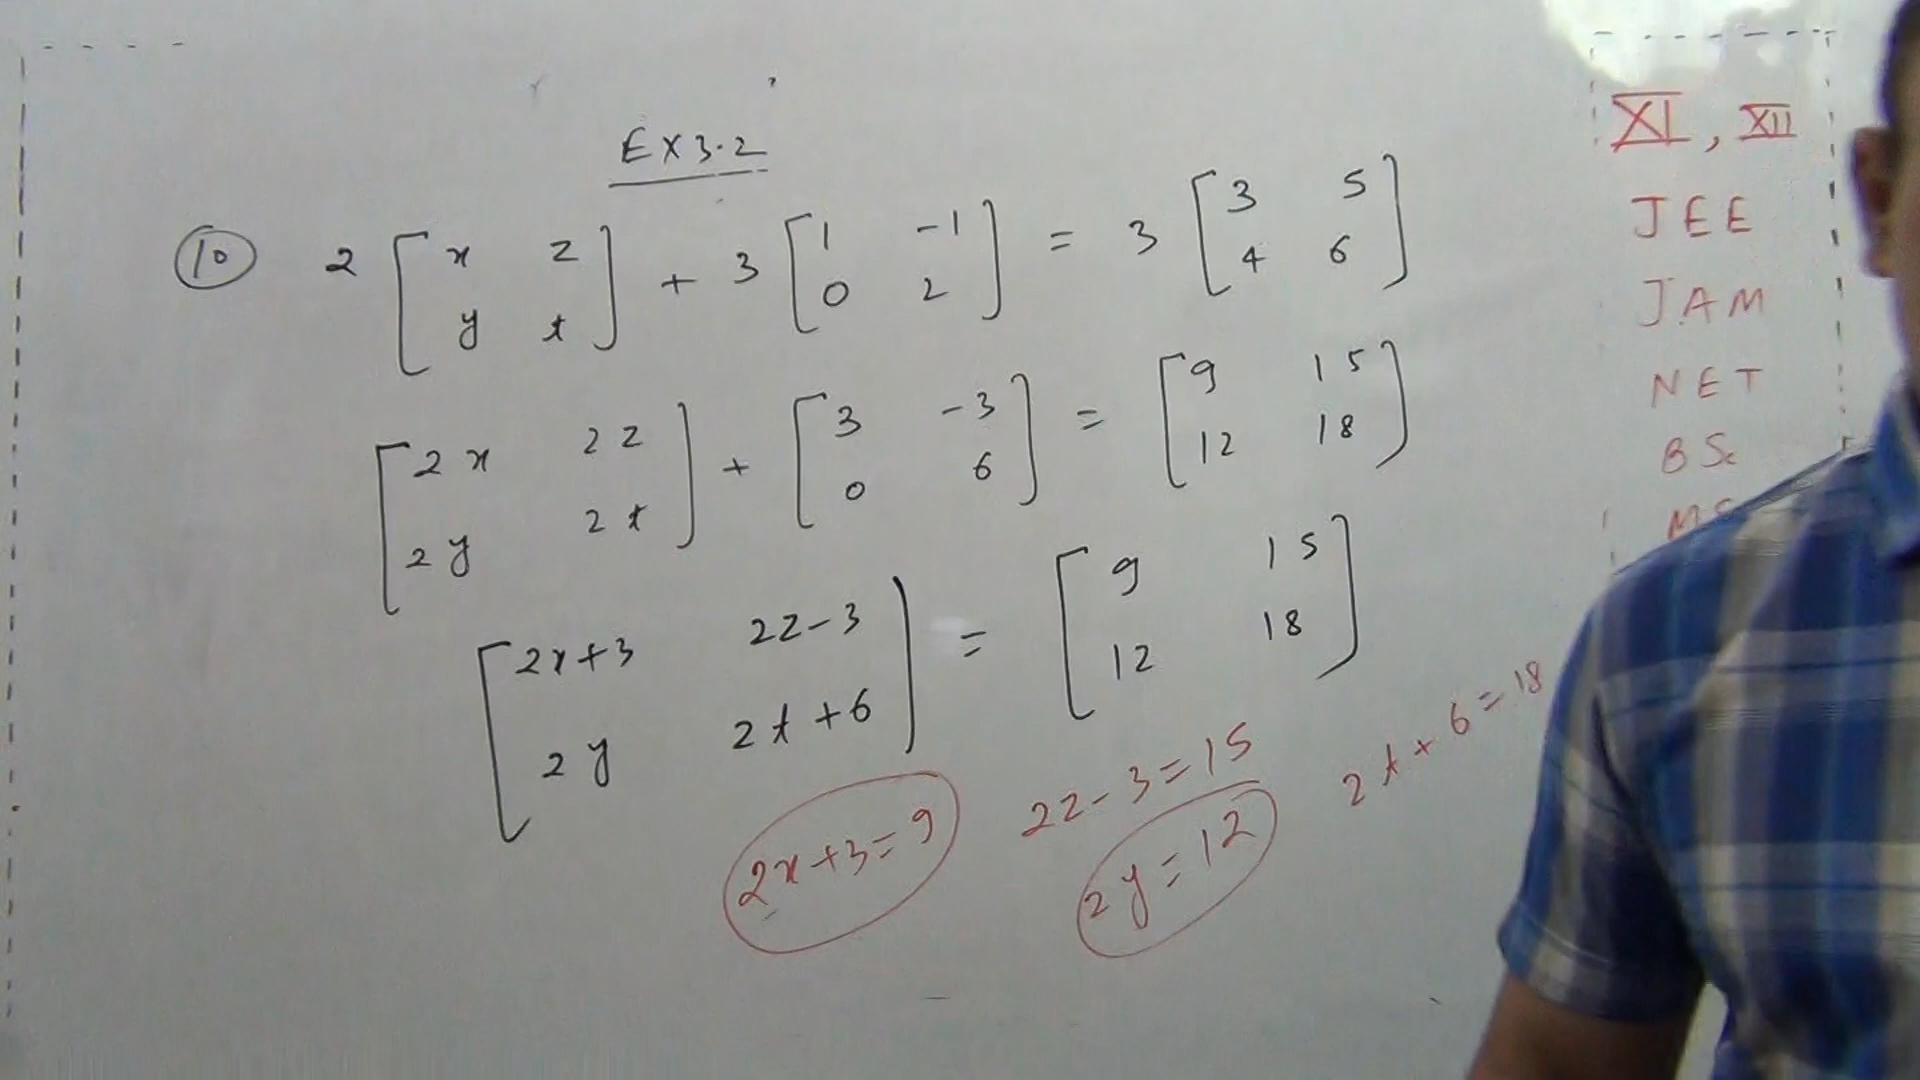 EX 3.2
(10) 2 [x z; y t] + 3 [1 -1; 0 2] = 3 [3 5; 4 6]
[2x 2z; 2y 2t] + [3 -3; 0 6] = [9 15; 12 18]
[2x+3 2z-3; 2y 2t+6] = [9 15; 12 18]
2x+3=9
2z-3=15
2y=12
2t+6=18
XI, XII
JEE
JAM
NET
BSc